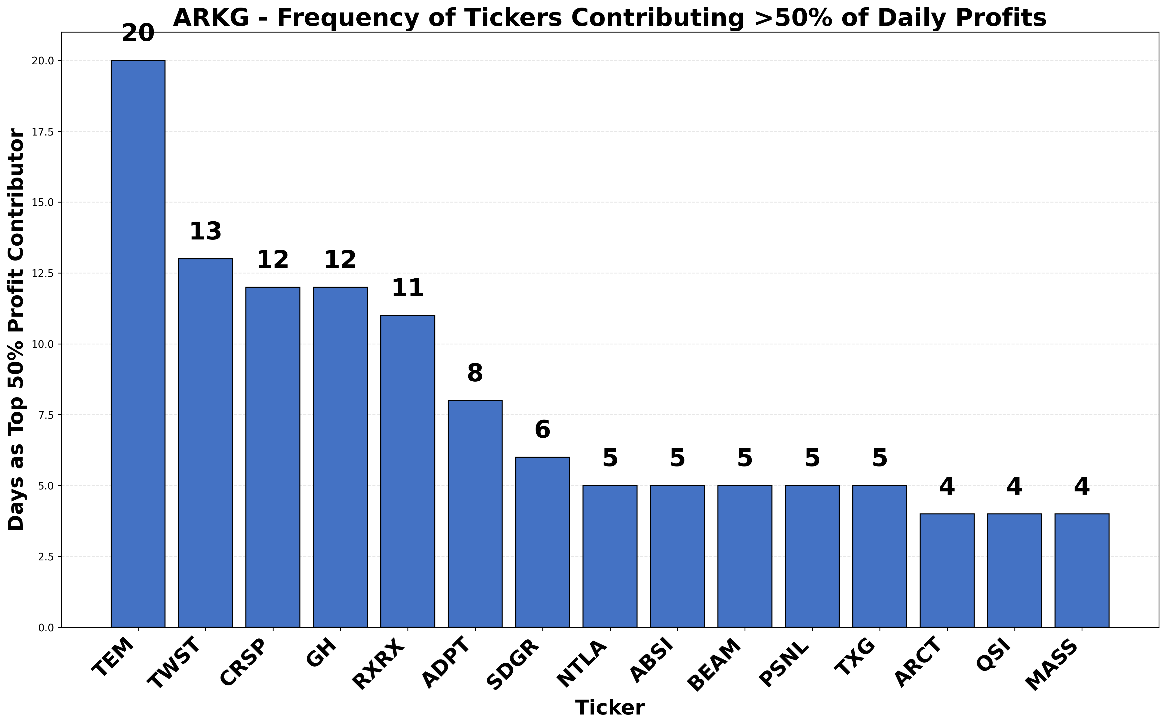 ARKG - Frequency of Tickers Contributing >50% of Daily Profits
Days as Top 50% Profit Contributor
20.0
17.5
15.0
12.5
10.0
7.5
5.0
2.5
0.0
20
13
12
12
11
8
6
5
5
5
5
5
4
4
4
TEM
TWST
CRSP
GH
RXRX
ADPT
SDGR
NTLA
ABSI
BEAM
PSNL
TXG
ARCT
QSI
MASS
Ticker